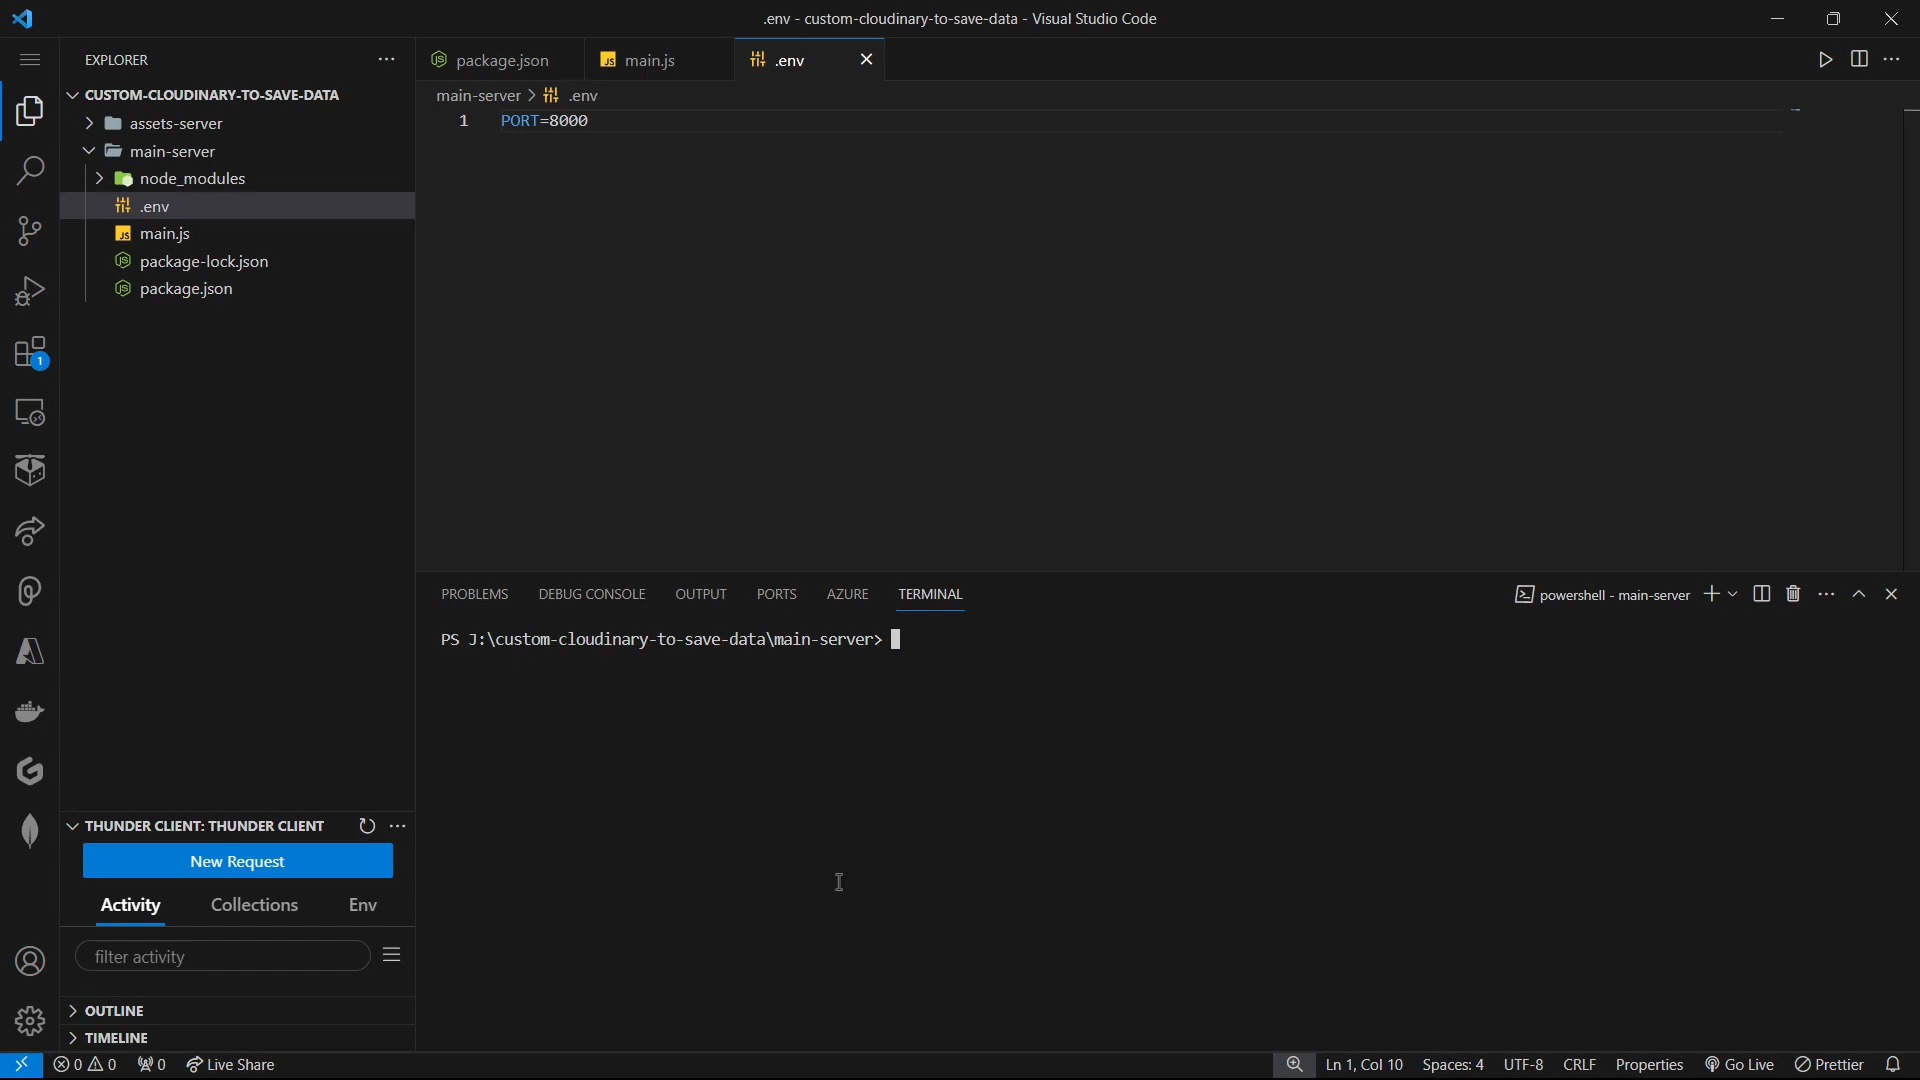 .env - custom-cloudinary-to-save-data - Visual Studio Code
EXPLORER
CUSTOM-CLOUDINARY-TO-SAVE-DATA
assets-server
main-server
node_modules
.env
main.js
package-lock.json
package.json
package.json
main.js
.env
main-server > .env
1 PORT=8000
PROBLEMS DEBUG CONSOLE OUTPUT PORTS AZURE TERMINAL
powershell - main-server
PS J:\custom-cloudinary-to-save-data\main-server>
THUNDER CLIENT: THUNDER CLIENT
New Request
Activity Collections Env
filter activity
OUTLINE
TIMELINE
1
0 0 0 Live Share
Ln 1, Col 10 Spaces: 4 UTF-8 CRLF Properties Go Live Prettier